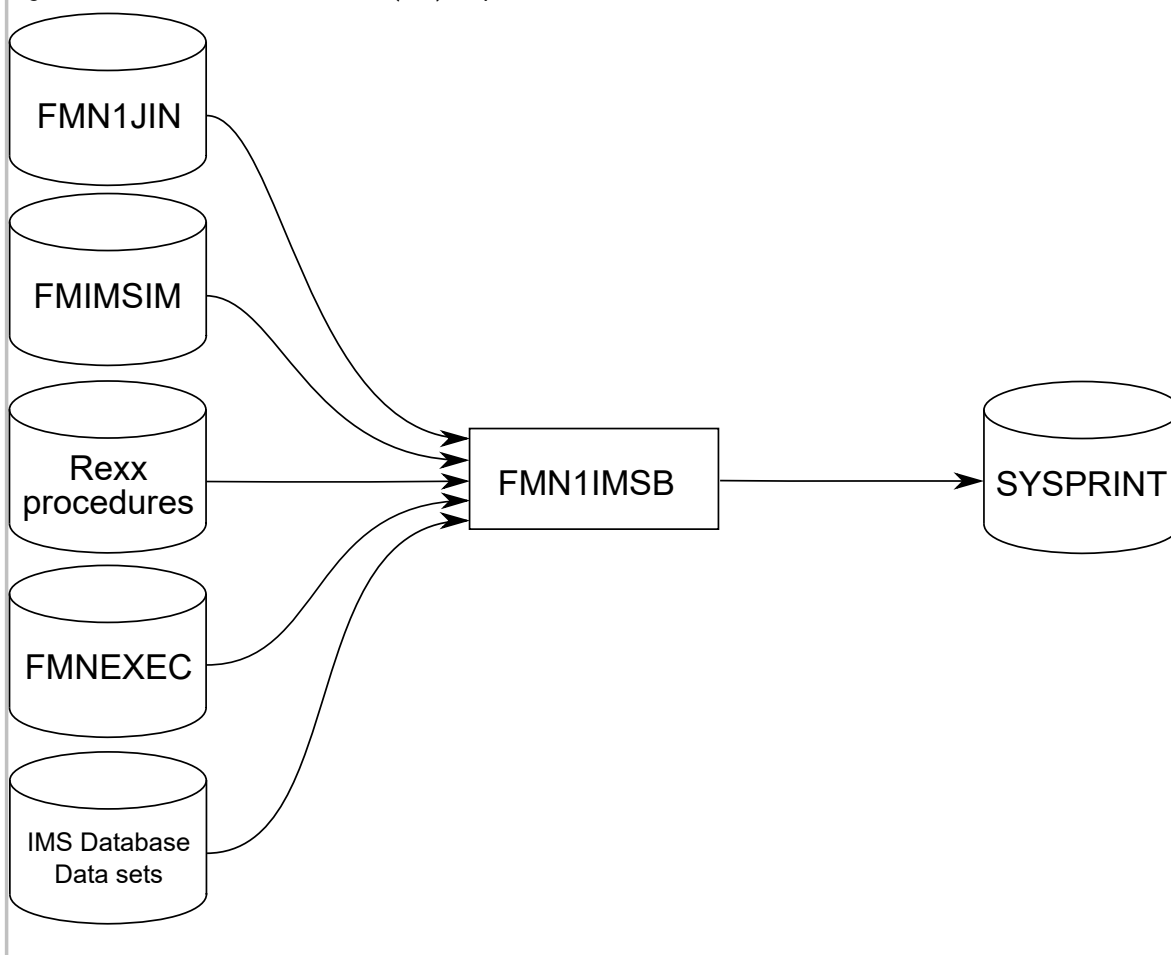 FMN1JIN
FMIMSIM
Rexx
procedures
FMN1IMSB
SYSPRINT
FMNEXEC
IMS Database
Data sets